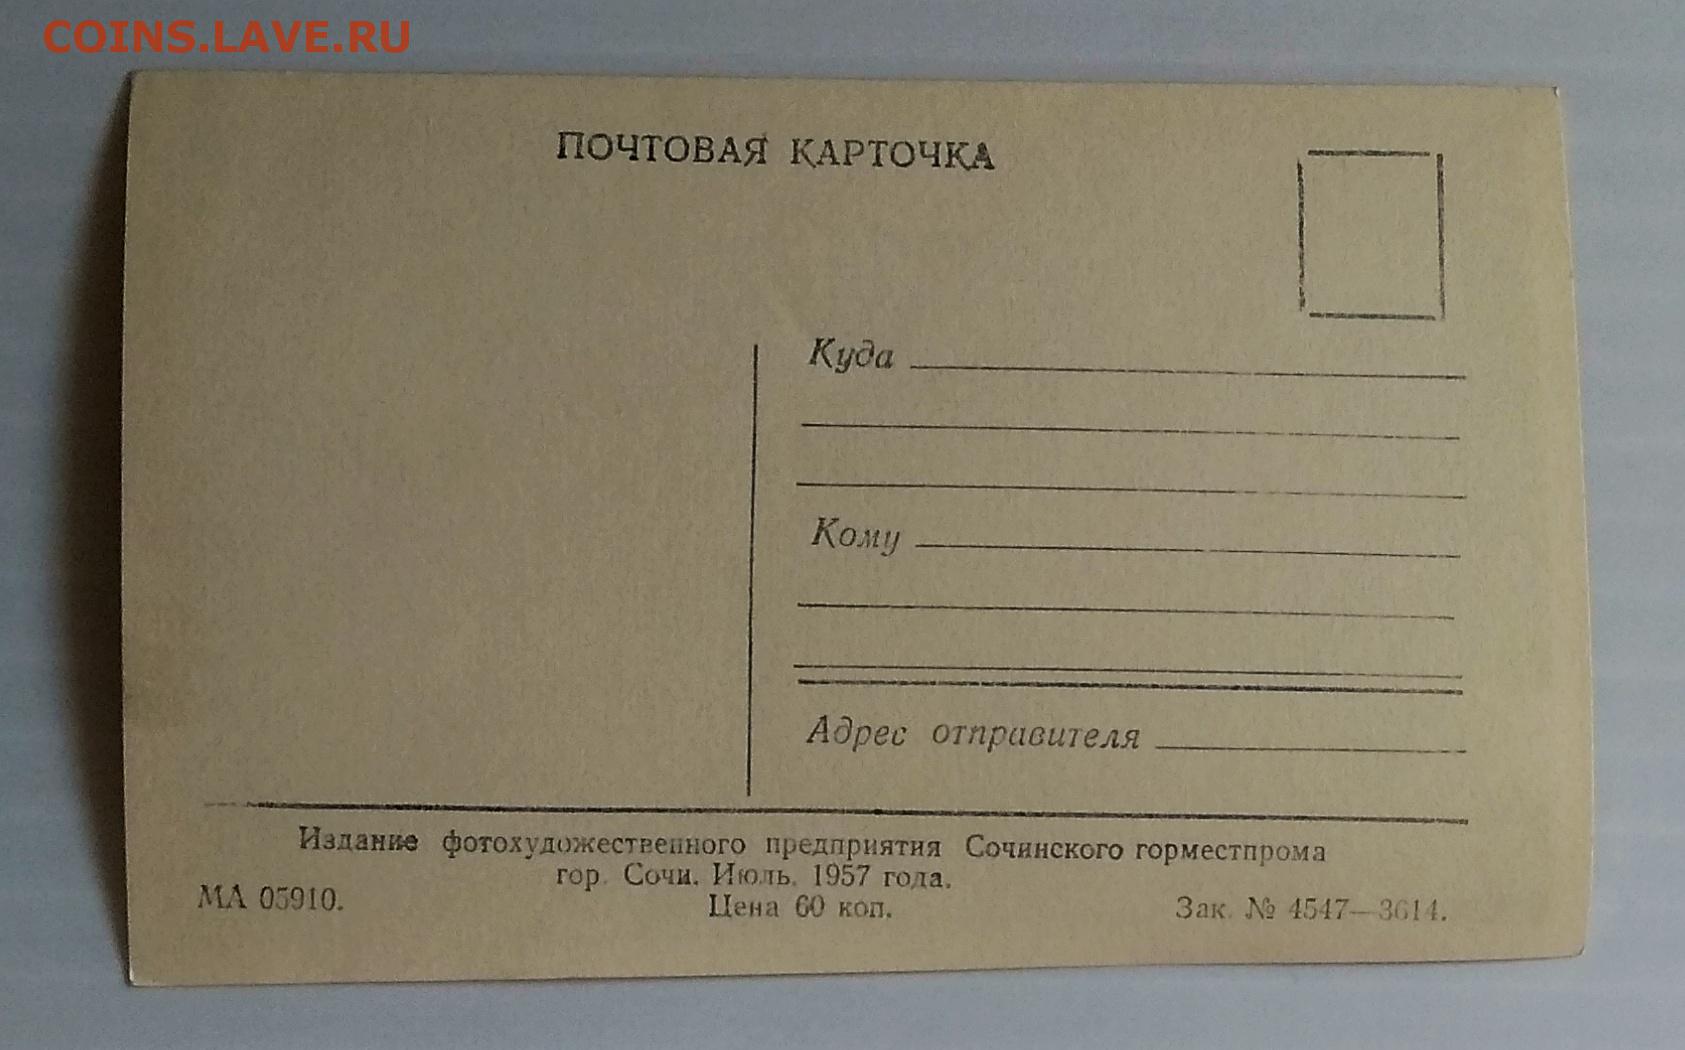 COINS.LAVE.RU
ПОЧТОВАЯ КАРТОЧКА
Куда
Кому
Адрес отправителя
Издание фотохудожественного предприятия Сочинского горместпрома
гор. Сочи. Июль. 1957 года.
МА 05910.
Цена 60 коп.
Зак. № 4547—3614.